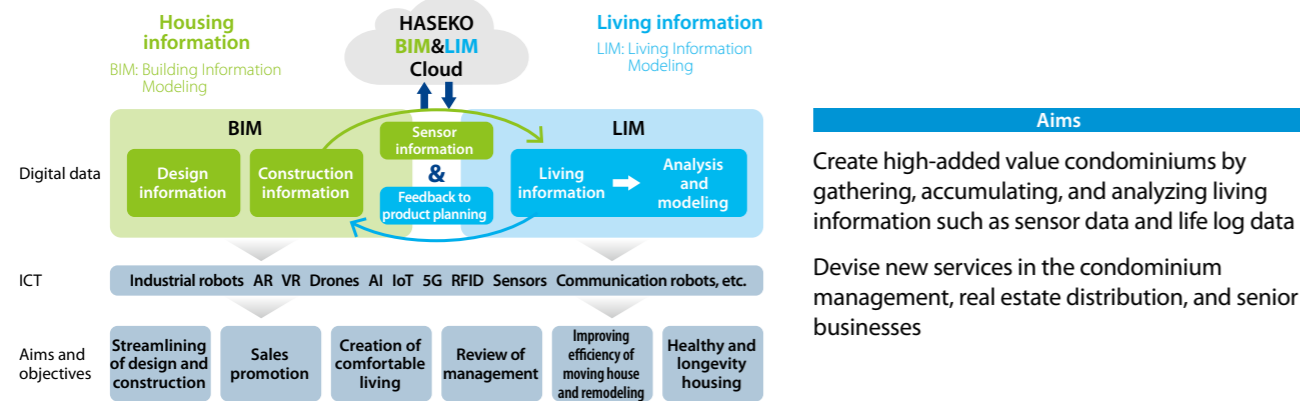 Housing
information
BIM: Building Information
Modeling
HASEKO
BIM&LIM
Cloud
Living information
LIM: Living Information
Modeling
Digital data
BIM
Design
information
Construction
information
Sensor
information
&
Feedback to
product planning
LIM
Living
information
Analysis
and
modeling
ICT
Industrial robots AR VR Drones AI IoT 5G RFID Sensors Communication robots, etc.
Aims and
objectives
Streamlining
of design and
construction
Sales
promotion
Creation of
comfortable
living
Review of
management
Improving
efficiency of
moving house
and remodeling
Healthy and
longevity
housing
Aims
Create high-added value condominiums by
gathering, accumulating, and analyzing living
information such as sensor data and life log data
Devise new services in the condominium
management, real estate distribution, and senior
businesses